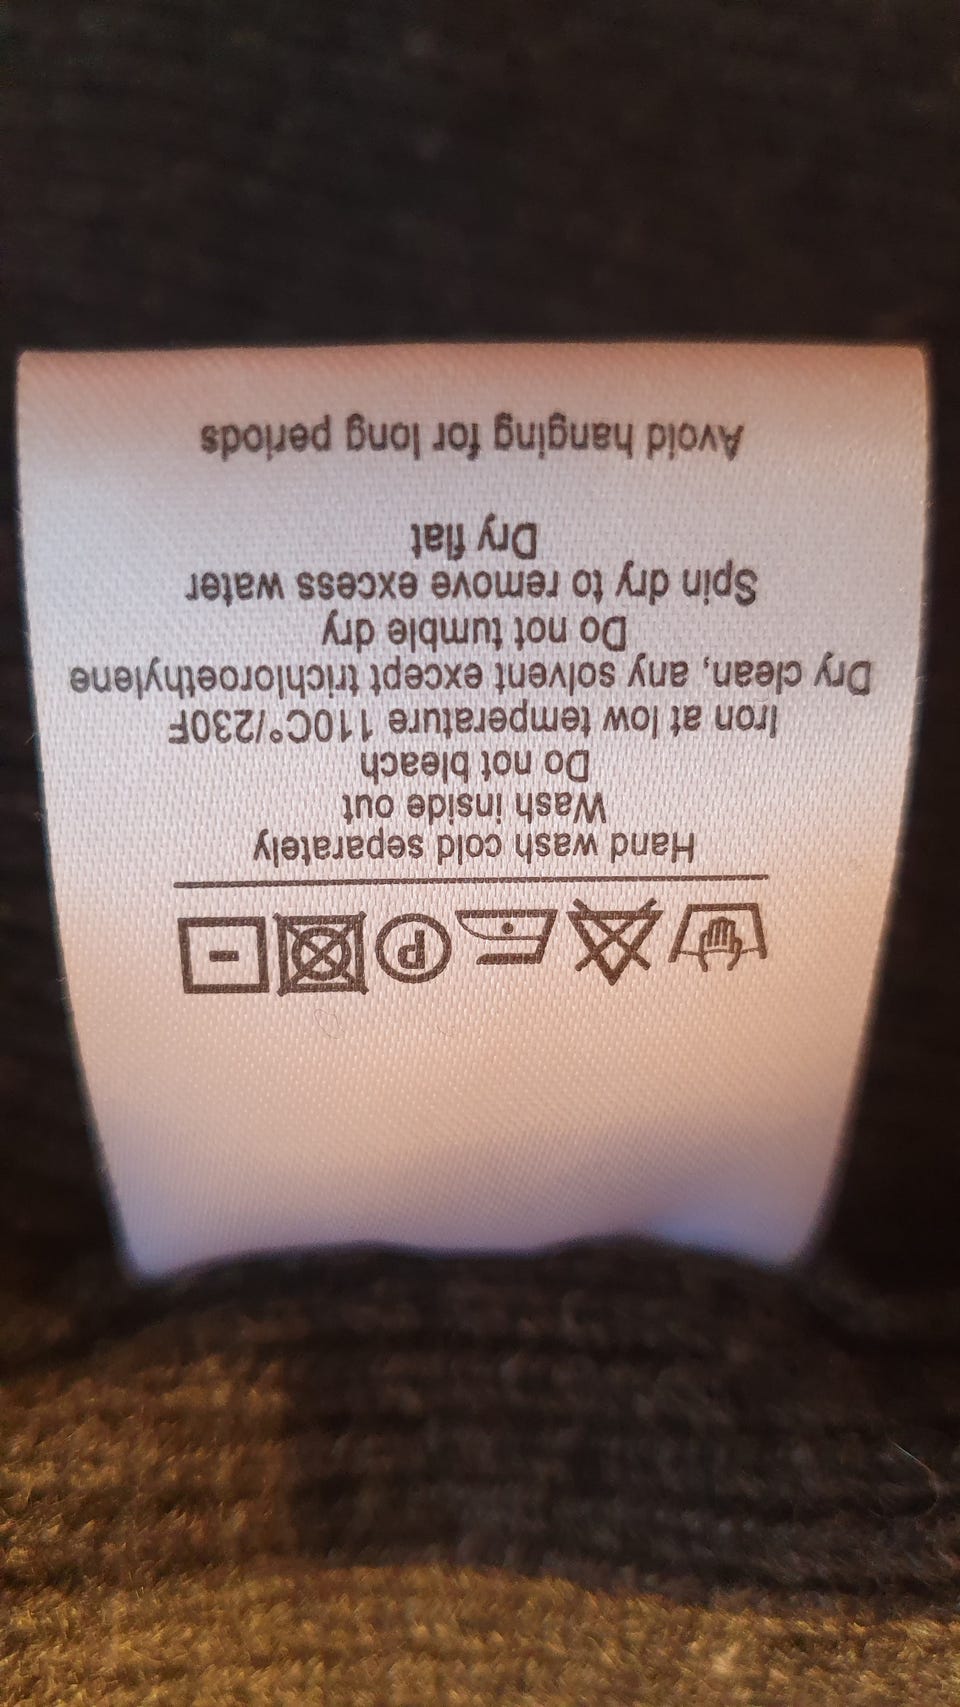 Hand wash cold separately
Wash inside out
Do not bleach
Iron at low temperature 110C°/230F
Dry clean, any solvent except trichloroethylene
Do not tumble dry
Spin dry to remove excess water
Dry flat
Avoid hanging for long periods